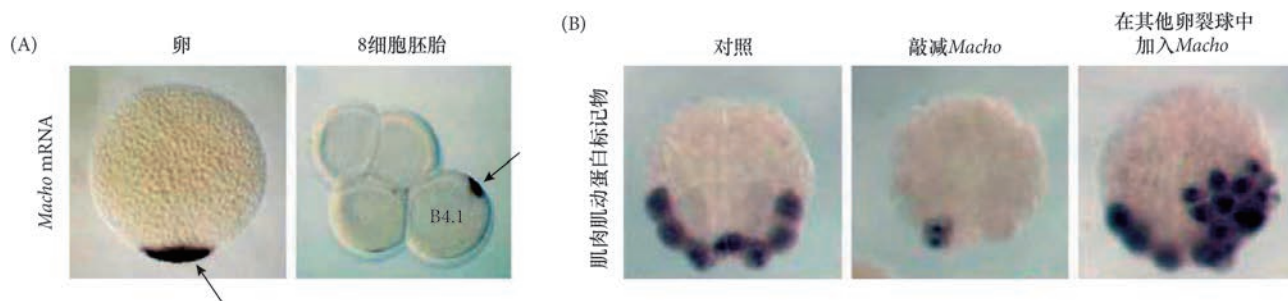 (A)
卵
8细胞胚胎
Macho mRNA
B4.1
(B)
对照
敲减Macho
在其他卵裂球中
加入Macho
肌肉肌动蛋白标记物